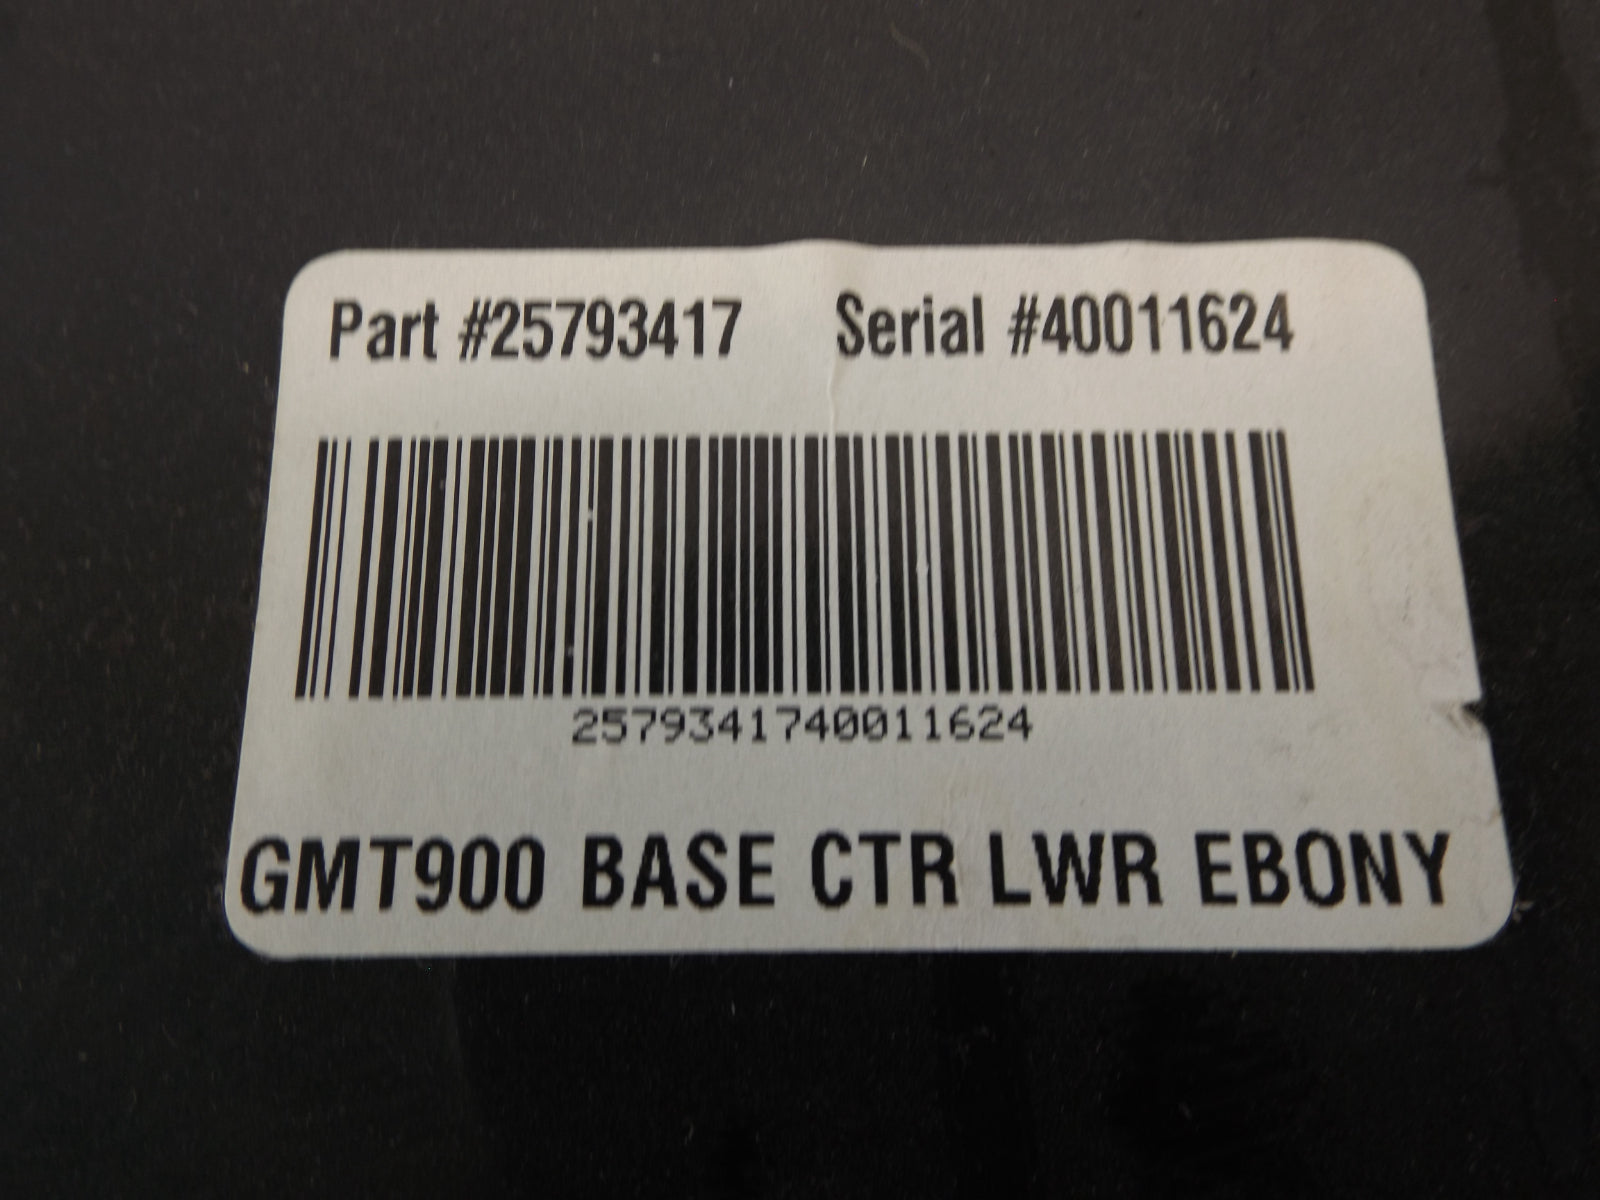 Part #25793417 Serial #40011624
2579341740011624
GMT900 BASE CTR LWR EBONY